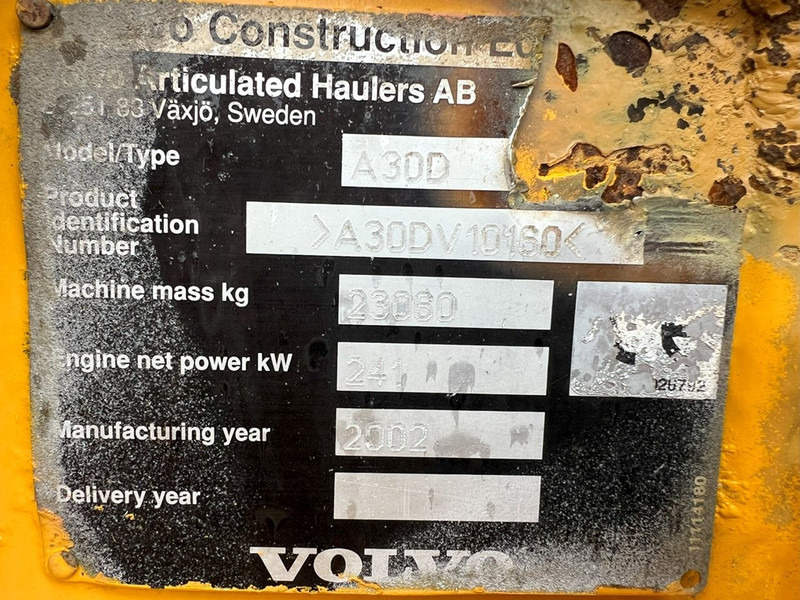 Construction
Articulated Haulers AB
Växjö, Sweden
Model/Type
A30D
Product
Identification
Number
>A30DV10160<
Machine mass kg
23060
Engine net power kW
241
Manufacturing year
2002
Delivery year
VOLVO
11114180